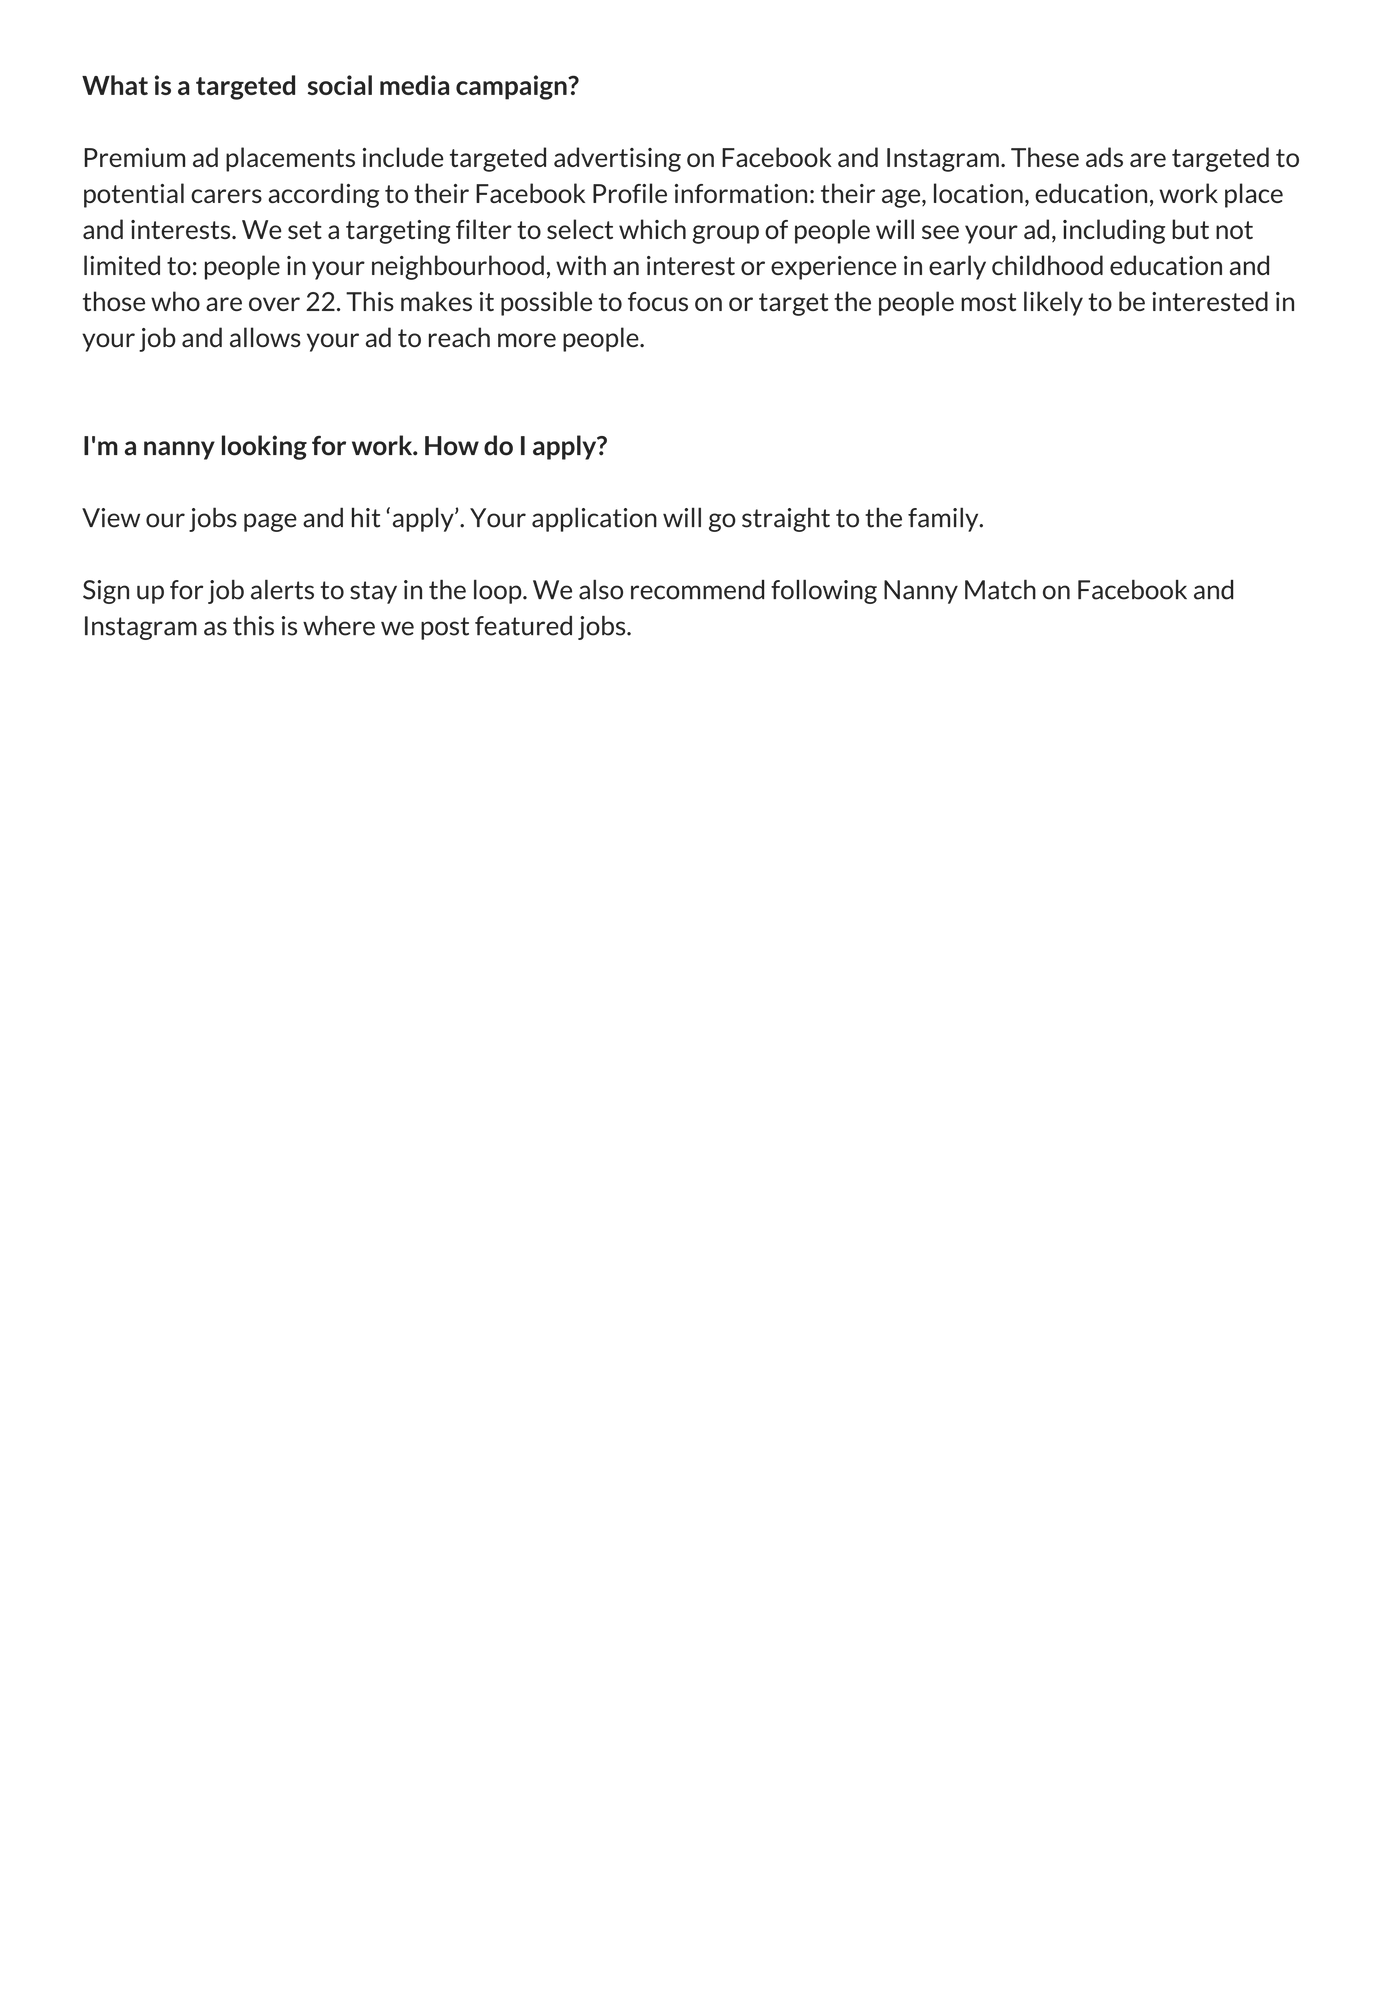 What is a targeted  social media campaign?
Premium ad placements include targeted advertising on Facebook and Instagram. These ads are targeted to
potential carers according to their Facebook Profile information: their age, location, education, work place
and interests. We set a targeting filter to select which group of people will see your ad, including but not
limited to: people in your neighbourhood, with an interest or experience in early childhood education and
those who are over 22. This makes it possible to focus on or target the people most likely to be interested in
your job and allows your ad to reach more people.
I'm a nanny looking for work. How do I apply?
View our jobs page and hit ‘apply’. Your application will go straight to the family.
Sign up for job alerts to stay in the loop. We also recommend following Nanny Match on Facebook and
Instagram as this is where we post featured jobs.